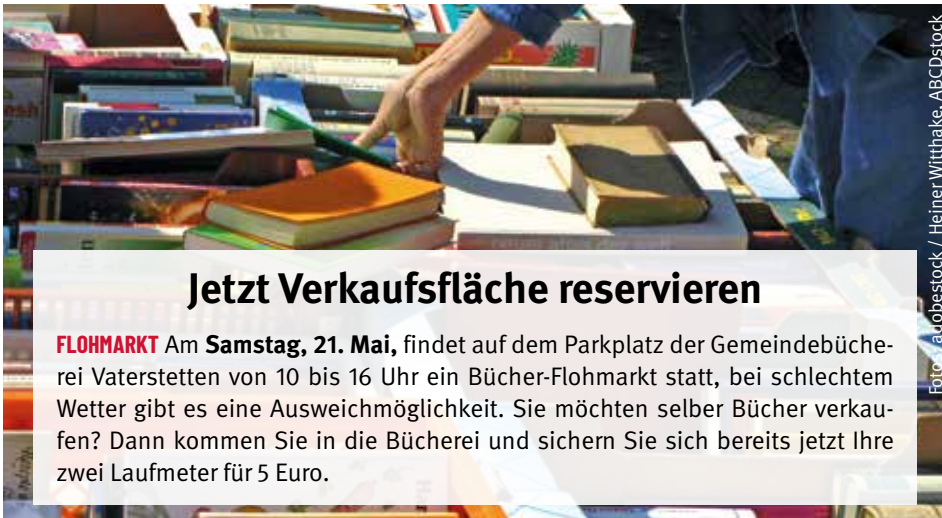 Jetzt Verkaufsfläche reservieren
FLOHMARKT Am Samstag, 21. Mai, findet auf dem Parkplatz der Gemeindebüche-
rei Vaterstetten von 10 bis 16 Uhr ein Bücher-Flohmarkt statt, bei schlechtem
Wetter gibt es eine Ausweichmöglichkeit. Sie möchten selber Bücher verkau-
fen? Dann kommen Sie in die Bücherei und sichern Sie sich bereits jetzt Ihre
zwei Laufmeter für 5 Euro.
Foto: adobestock / Heiner Witthake, ABCDstock